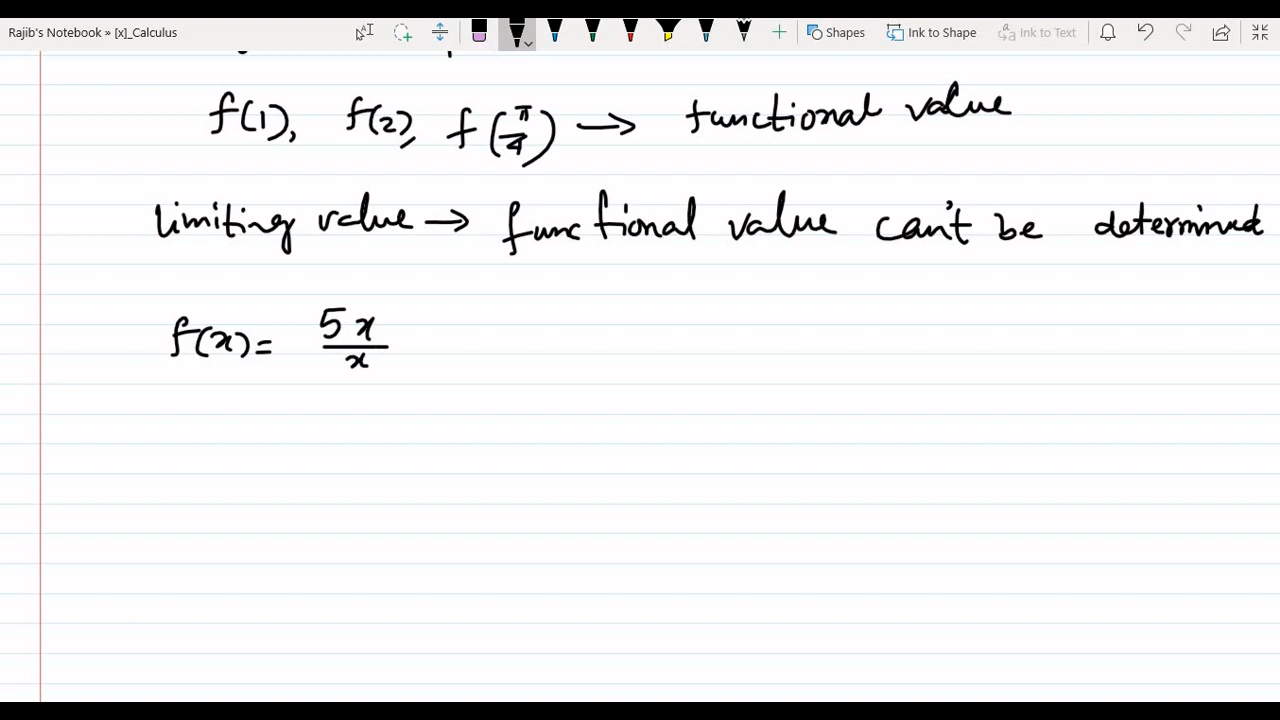 Rajib's Notebook • [x]_Calculus
Shapes
Ink to Shape
Ink to Text
f(1), f(2), f(π/4) → functional value
limiting value → functional value can't be determined
f(x) = 5x/x